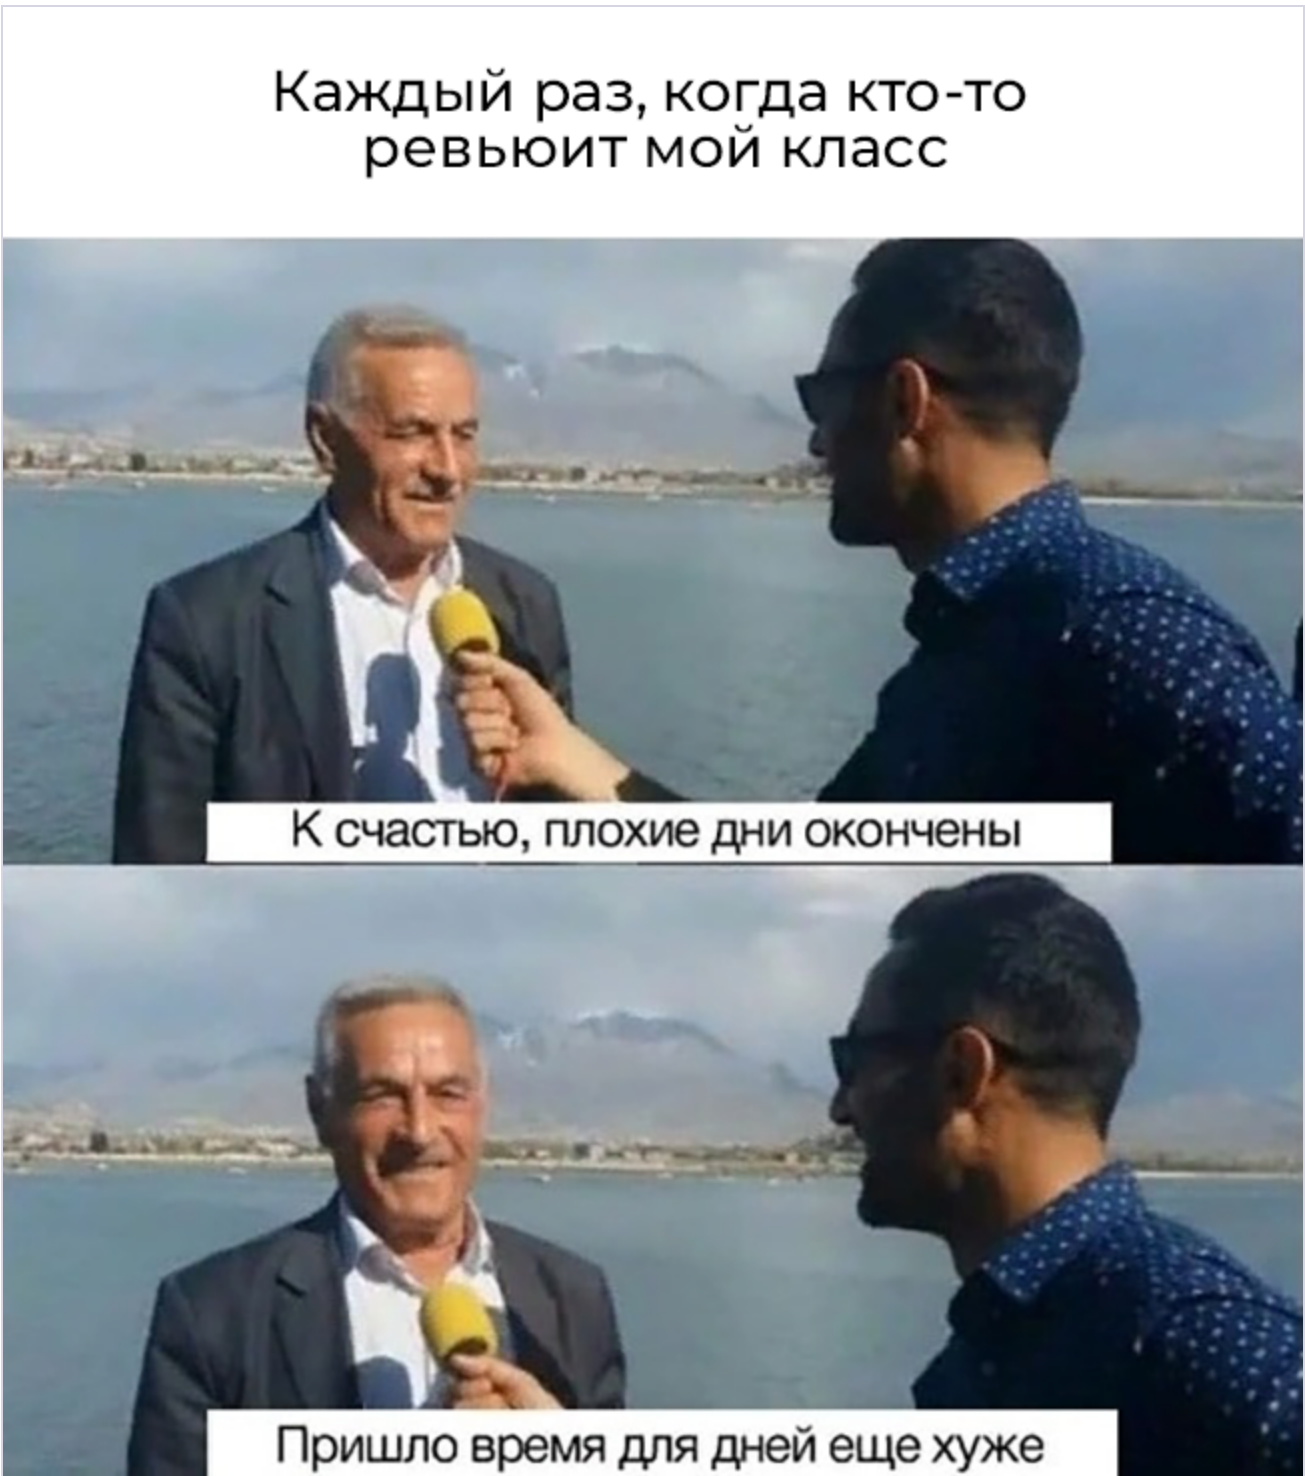 Каждый раз, когда кто-то
ревьюит мой класс
К счастью, плохие дни окончены
Пришло время для дней еще хуже